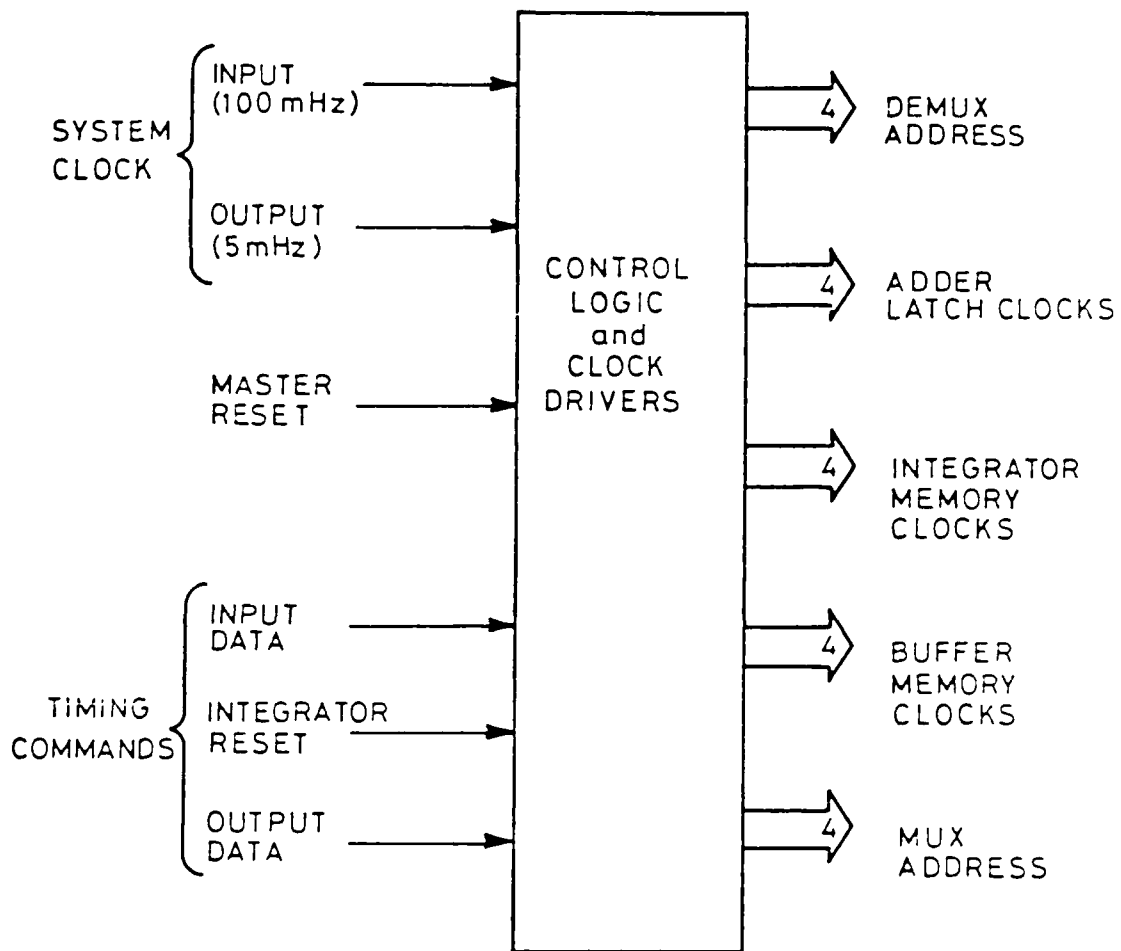 SYSTEM
CLOCK
INPUT
(100 mHz)
OUTPUT
(5 mHz)
MASTER
RESET
TIMING
COMMANDS
INPUT
DATA
INTEGRATOR
RESET
OUTPUT
DATA
CONTROL
LOGIC
and
CLOCK
DRIVERS
4
DEMUX
ADDRESS
4
ADDER
LATCH CLOCKS
4
INTEGRATOR
MEMORY
CLOCKS
4
BUFFER
MEMORY
CLOCKS
4
MUX
ADDRESS